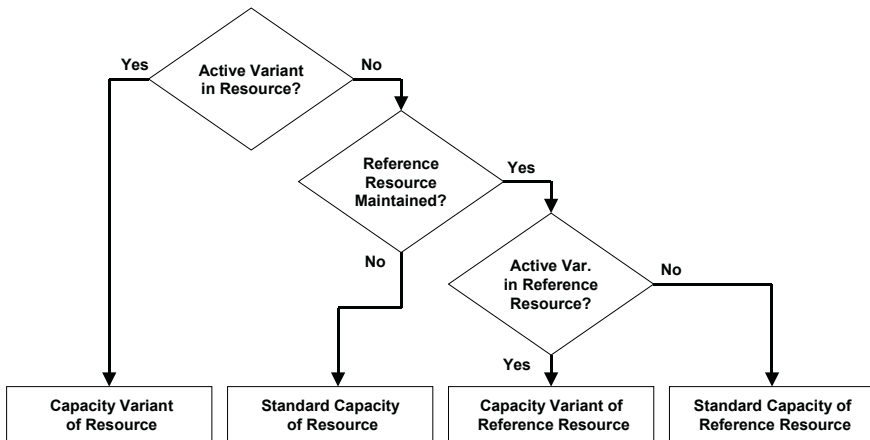 Yes
Active Variant
in Resource?
No
Reference
Resource
Maintained?
Yes
No
Active Var.
in Reference
Resource?
No
Yes
Capacity Variant
of Resource
Standard Capacity
of Resource
Capacity Variant of
Reference Resource
Standard Capacity of
Reference Resource